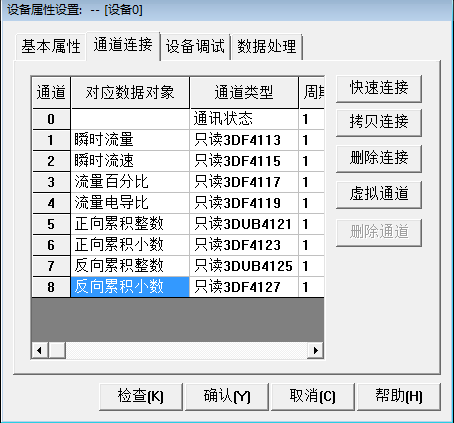 设备属性设置: -- [设备0]
基本属性 通道连接 设备调试 数据处理
通道 对应数据对象 通道类型 周期
0 通讯状态 1
1 瞬时流量 只读3DF4113 1
2 瞬时流速 只读3DF4115 1
3 流量百分比 只读3DF4117 1
4 流量电导比 只读3DF4119 1
5 正向累积整数 只读3DUB4121 1
6 正向累积小数 只读3DF4123 1
7 反向累积整数 只读3DUB4125 1
8 反向累积小数 只读3DF4127 1
快速连接
拷贝连接
删除连接
虚拟通道
删除通道
检查(K) 确认(Y) 取消(C) 帮助(H)